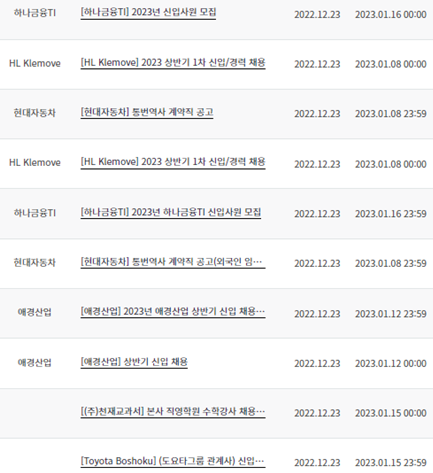 하나금융TI [하나금융TI] 2023년 신입사원 모집 2022.12.23 2023.01.16 00:00
HL Klemove [HL Klemove] 2023 상반기 1차 신입/경력 채용 2022.12.23 2023.01.08 00:00
현대자동차 [현대자동차] 통번역사 계약직 공고 2022.12.23 2023.01.08 23:59
HL Klemove [HL Klemove] 2023 상반기 1차 신입/경력 채용 2022.12.23 2023.01.08 00:00
하나금융TI [하나금융TI] 2023년 하나금융TI 신입사원 모집 2022.12.23 2023.01.16 23:59
현대자동차 [현대자동차] 통번역사 계약직 공고(외국인 임… 2022.12.23 2023.01.08 23:59
애경산업 [애경산업] 2023년 애경산업 상반기 신입 채용… 2022.12.23 2023.01.12 23:59
애경산업 [애경산업] 상반기 신입 채용 2022.12.23 2023.01.12 00:00
[(주)천재교과서] 본사 직영학원 수학강사 채용… 2022.12.23 2023.01.15 00:00
[Toyota Boshoku] (도요타그룹 관계사) 신입… 2022.12.23 2023.01.15 23:59